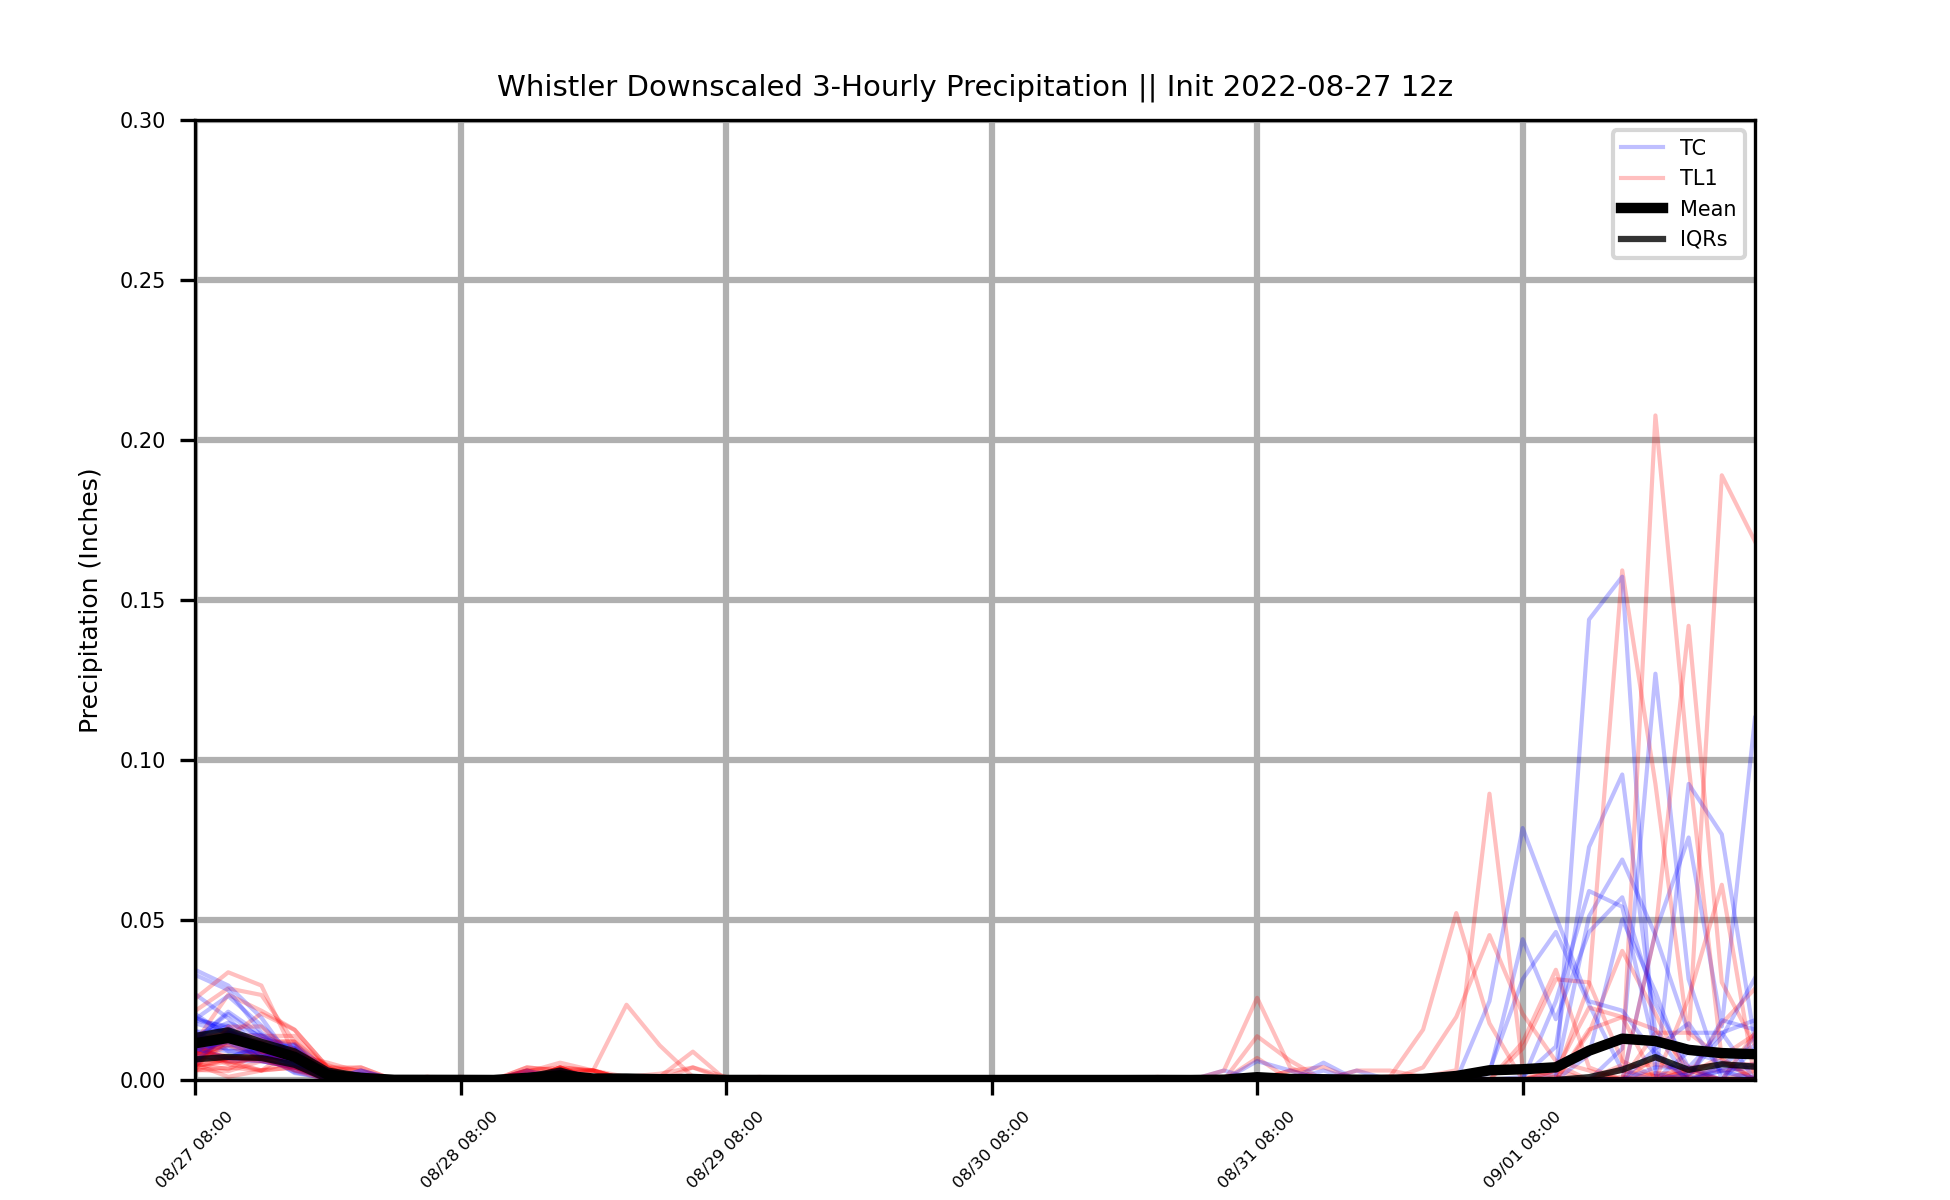 Whistler Downscaled 3-Hourly Precipitation || Init 2022-08-27 12z
0.30
0.25
0.20
0.15
0.10
0.05
0.00
Precipitation (Inches)
TC
TL1
Mean
IQRs
08/27 08:00
08/28 08:00
08/29 08:00
08/30 08:00
08/31 08:00
09/01 08:00